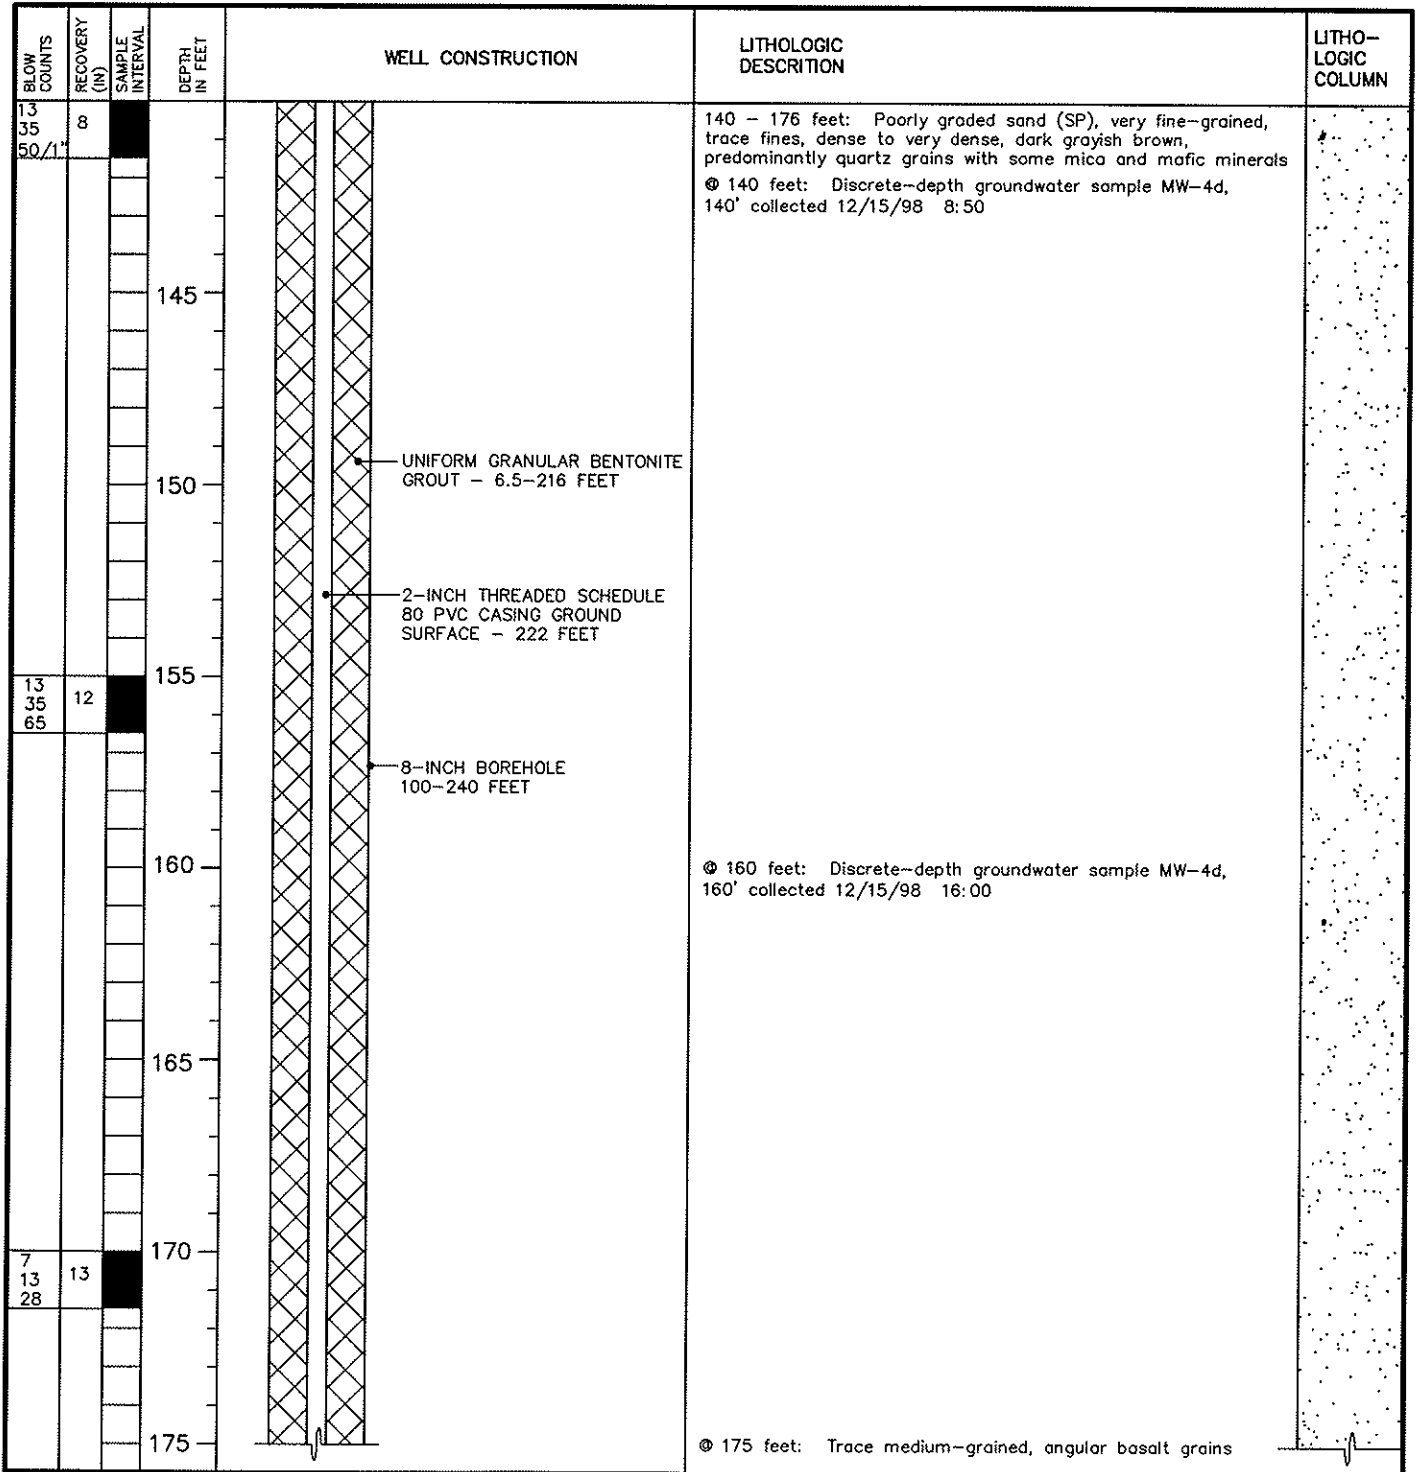 BLOW
COUNTS
RECOVERY
(IN)
SAMPLE
INTERVAL
DEPTH
IN FEET
WELL CONSTRUCTION
LITHOLOGIC
DESCRITION
LITHO-
LOGIC
COLUMN
13
35
50/1"
8
140 - 176 feet: Poorly graded sand (SP), very fine-grained,
trace fines, dense to very dense, dark grayish brown,
predominantly quartz grains with some mica and mafic minerals
@ 140 feet: Discrete-depth groundwater sample MW-4d,
140' collected 12/15/98 8:50
145
UNIFORM GRANULAR BENTONITE
GROUT - 6.5-216 FEET
150
2-INCH THREADED SCHEDULE
80 PVC CASING GROUND
SURFACE - 222 FEET
155
13
35
65
12
8-INCH BOREHOLE
100-240 FEET
160
@ 160 feet: Discrete-depth groundwater sample MW-4d,
160' collected 12/15/98 16:00
165
170
7
13
28
13
175
@ 175 feet: Trace medium-grained, angular basalt grains